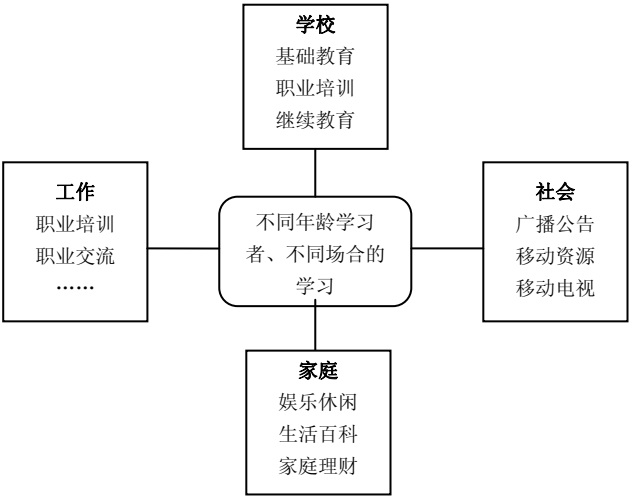 学校
基础教育
职业培训
继续教育
工作
职业培训
职业交流
……
不同年龄学习
者、不同场合的
学习
社会
广播公告
移动资源
移动电视
家庭
娱乐休闲
生活百科
家庭理财